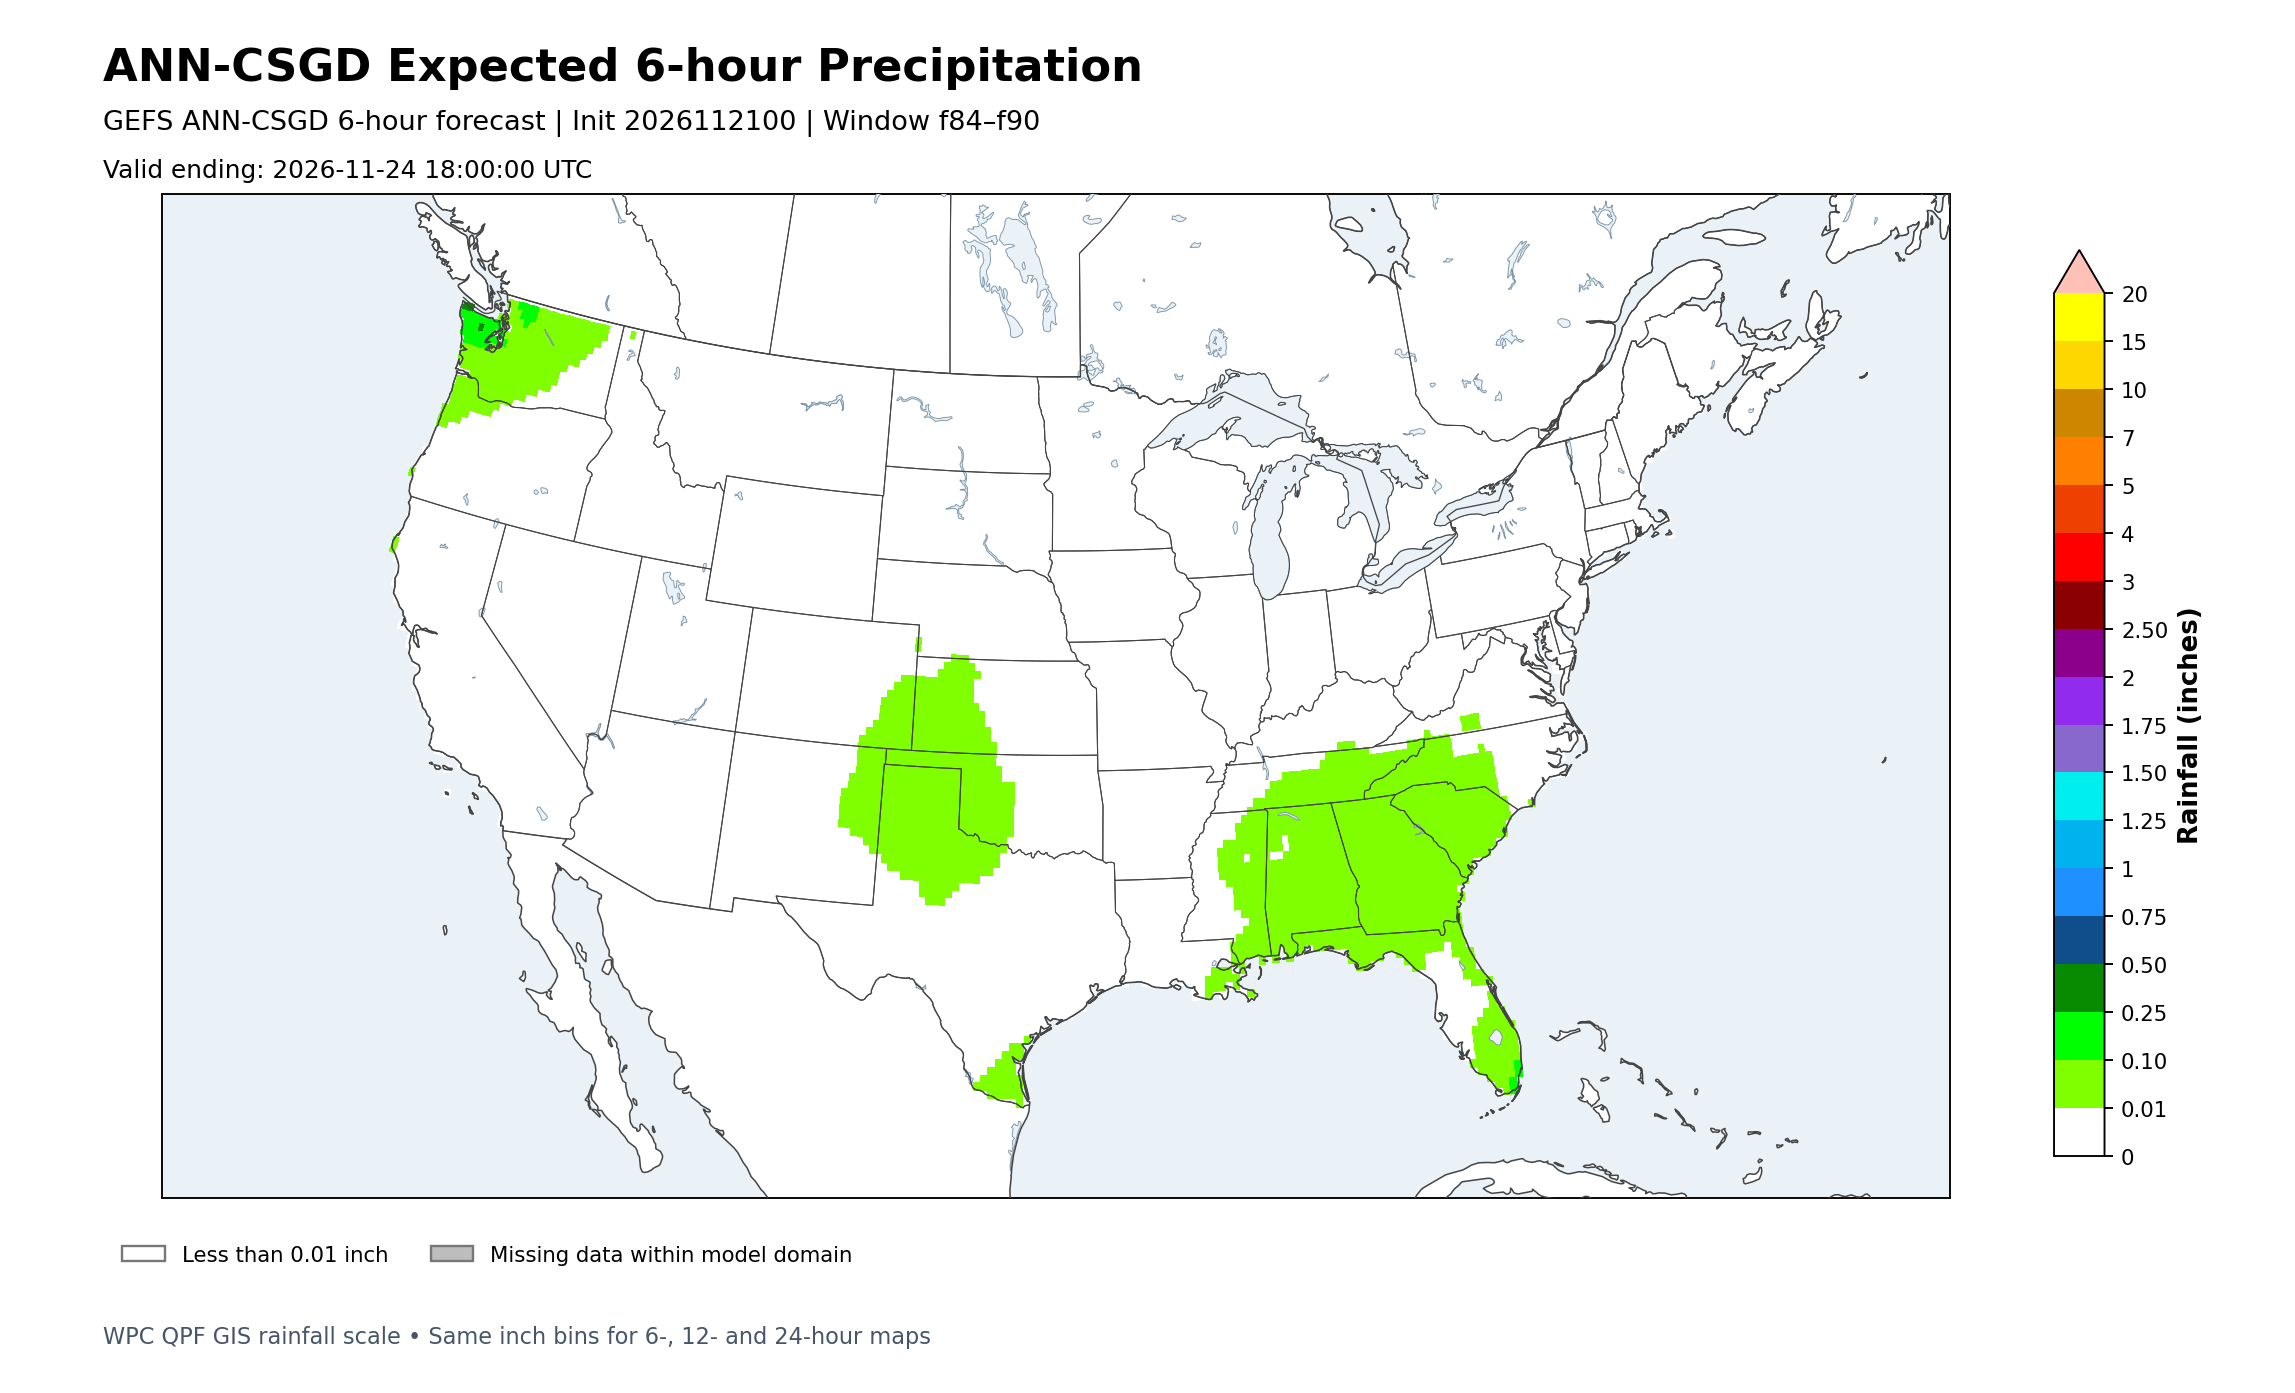 ANN-CSGD Expected 6-hour Precipitation
GEFS ANN-CSGD 6-hour forecast | Init 2026112100 | Window f84–f90
Valid ending: 2026-11-24 18:00:00 UTC
20
15
10
7
5
4
3
2.50
2
1.75
1.50
1.25
1
0.75
0.50
0.25
0.10
0.01
0
Rainfall (inches)
Less than 0.01 inch
Missing data within model domain
WPC QPF GIS rainfall scale • Same inch bins for 6-, 12- and 24-hour maps